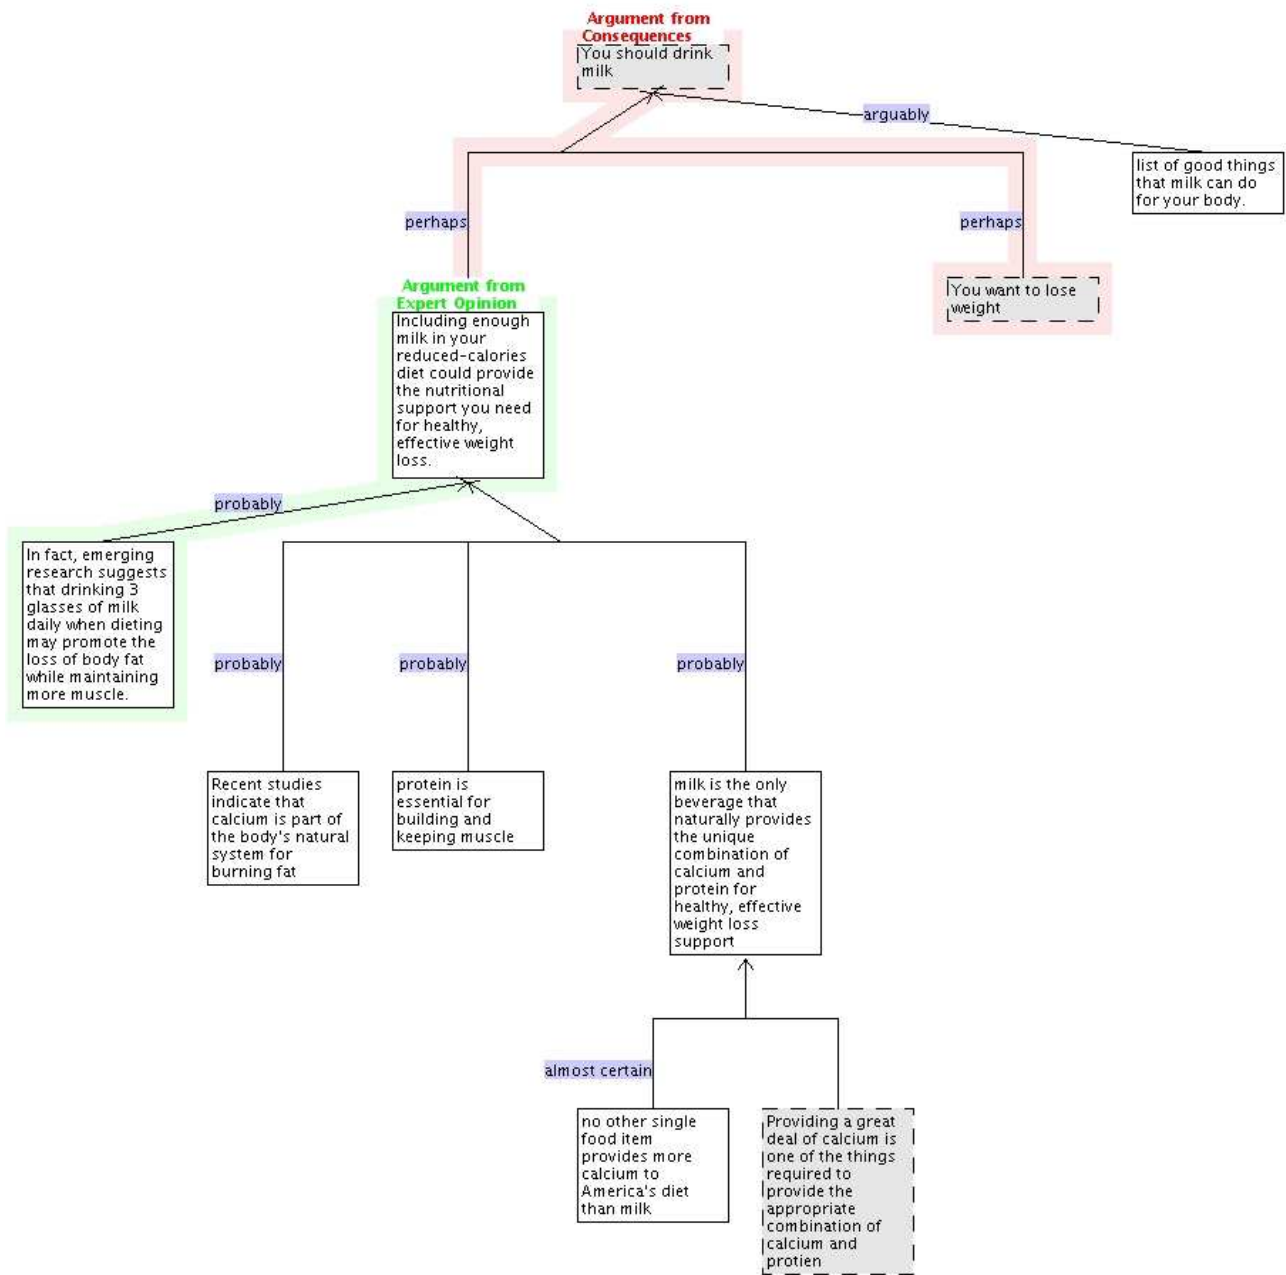 Argument from
Consequences
You should drink
milk
arguably
list of good things
that milk can do
for your body.
perhaps
perhaps
Argument from
Expert Opinion
Including enough
milk in your
reduced-calories
diet could provide
the nutritional
support you need
for healthy,
effective weight
loss.
You want to lose
weight
probably
In fact, emerging
research suggests
that drinking 3
glasses of milk
daily when dieting
may promote the
loss of body fat
while maintaining
more muscle.
probably
probably
probably
Recent studies
indicate that
calcium is part of
the body's natural
system for
burning fat
protein is
essential for
building and
keeping muscle
milk is the only
beverage that
naturally provides
the unique
combination of
calcium and
protein for
healthy, effective
weight loss
support
almost certain
no other single
food item
provides more
calcium to
America's diet
than milk
Providing a great
deal of calcium is
one of the things
required to
provide the
appropriate
combination of
calcium and
protien